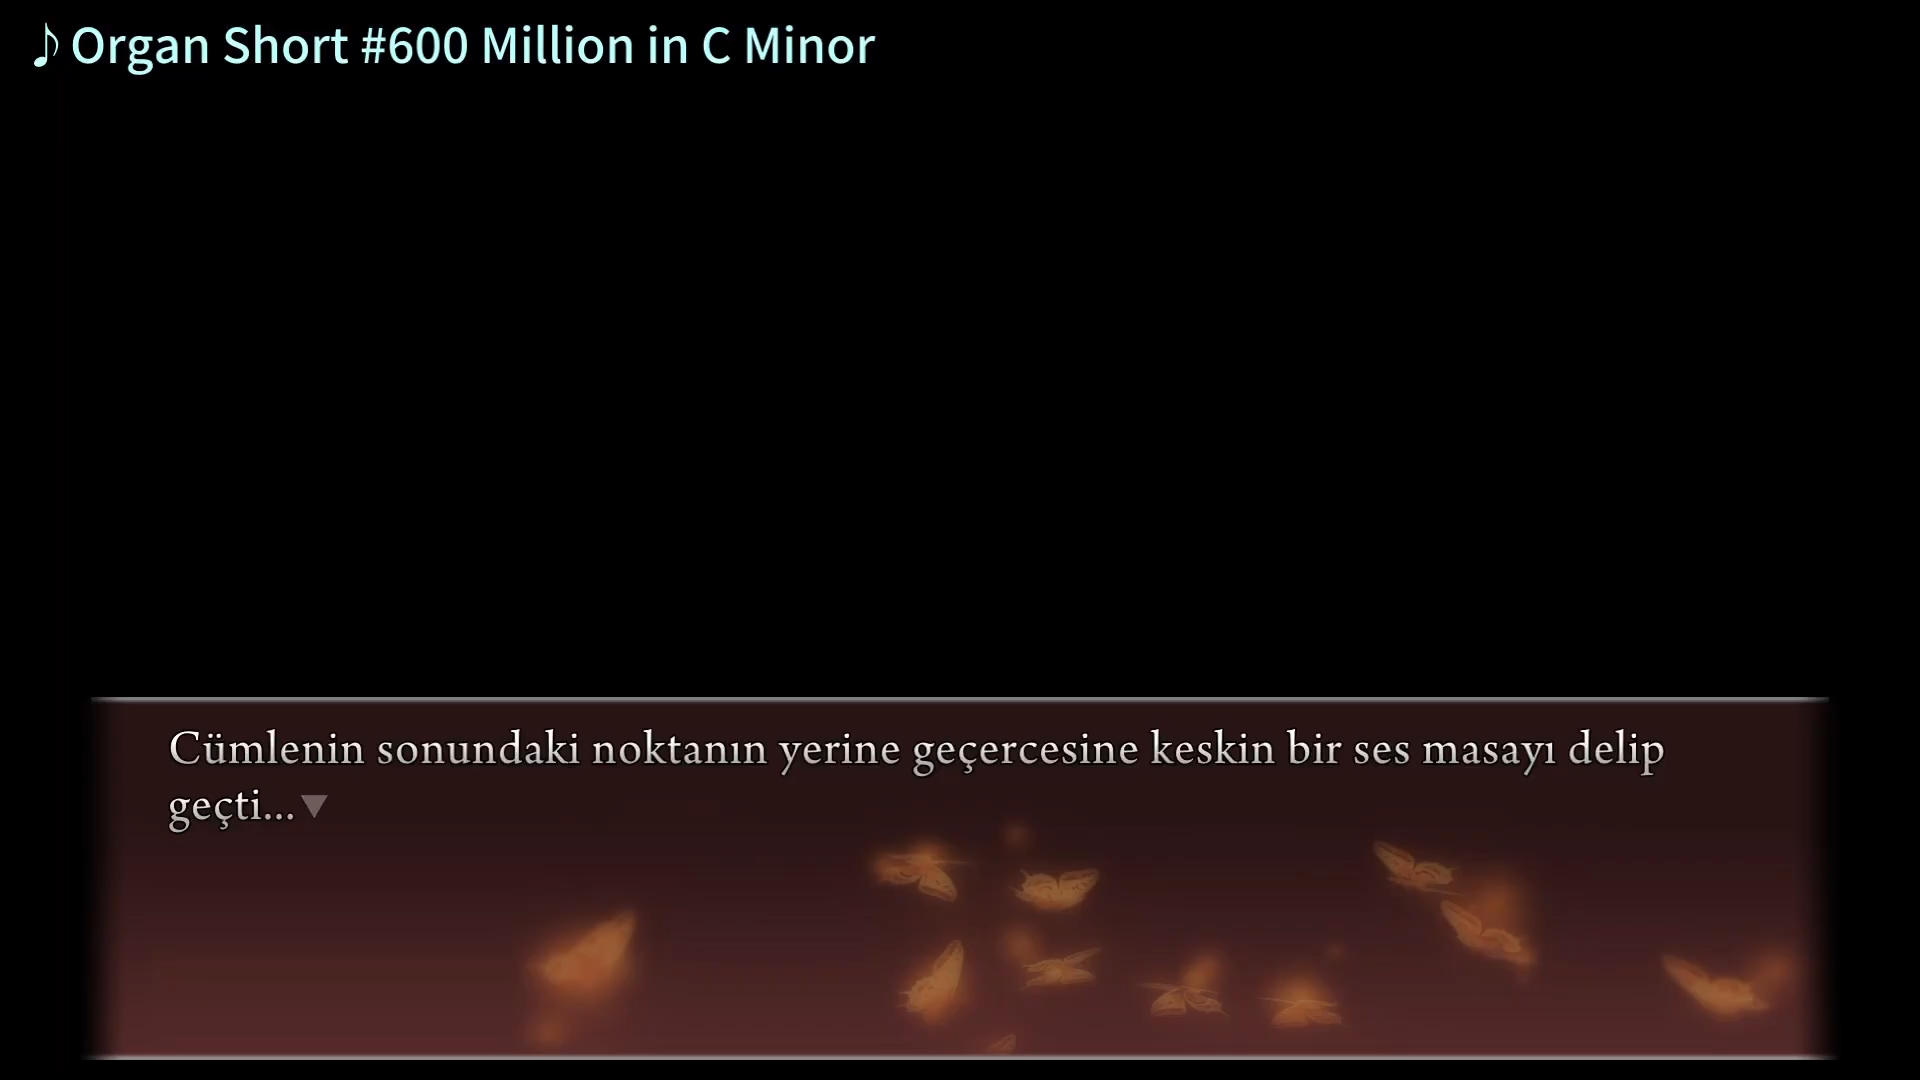 ♪ Organ Short #600 Million in C Minor
Cümlenin sonundaki noktanın yerine geçercesine keskin bir ses masayı delip
geçti...